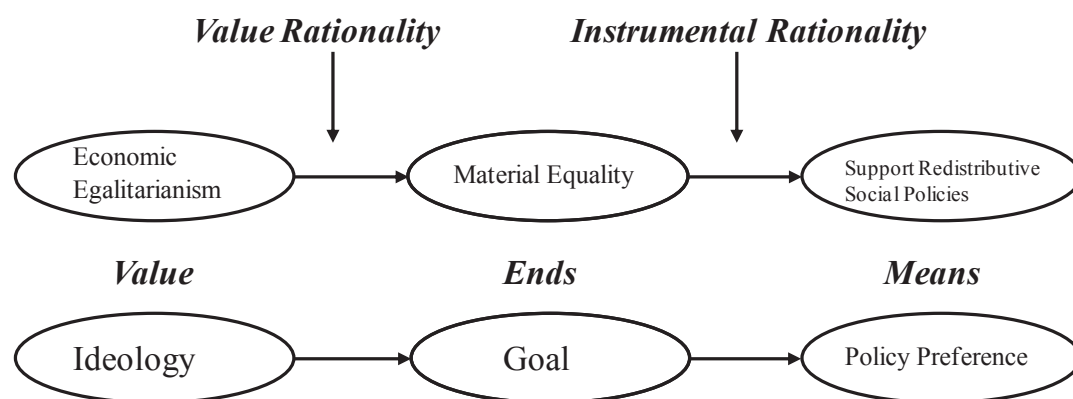 Value Rationality
Instrumental Rationality
Economic
Egalitarianism
Material Equality
Support Redistributive
Social Policies
Value
Ends
Means
Ideology
Goal
Policy Preference